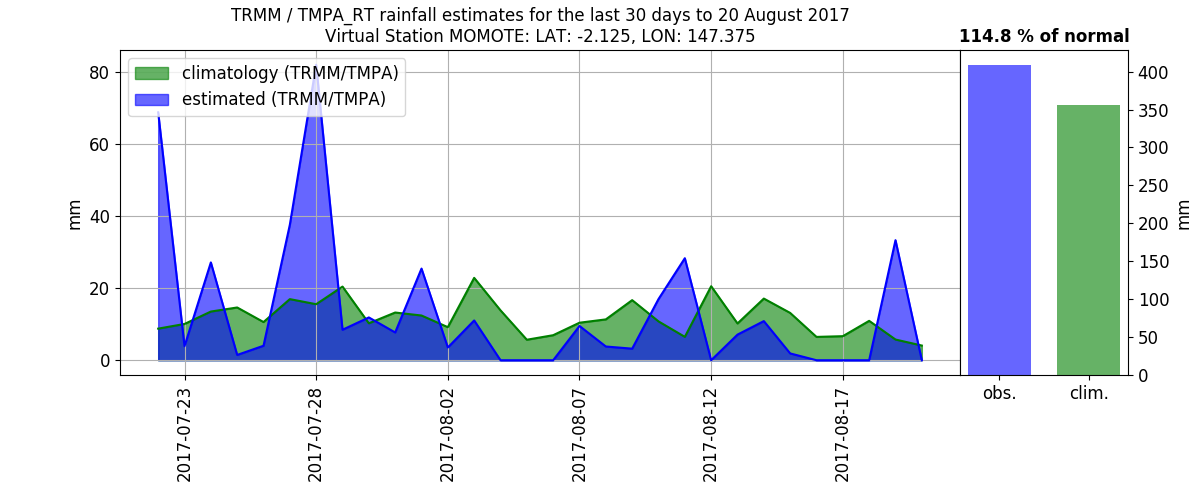 TRMM / TMPA_RT rainfall estimates for the last 30 days to 20 August 2017
Virtual Station MOMOTE: LAT: -2.125, LON: 147.375
114.8 % of normal
climatology (TRMM/TMPA)
estimated (TRMM/TMPA)
80
60
40
20
0
mm
2017-07-23
2017-07-28
2017-08-02
2017-08-07
2017-08-12
2017-08-17
400
350
300
250
200
150
100
50
0
mm
obs.
clim.